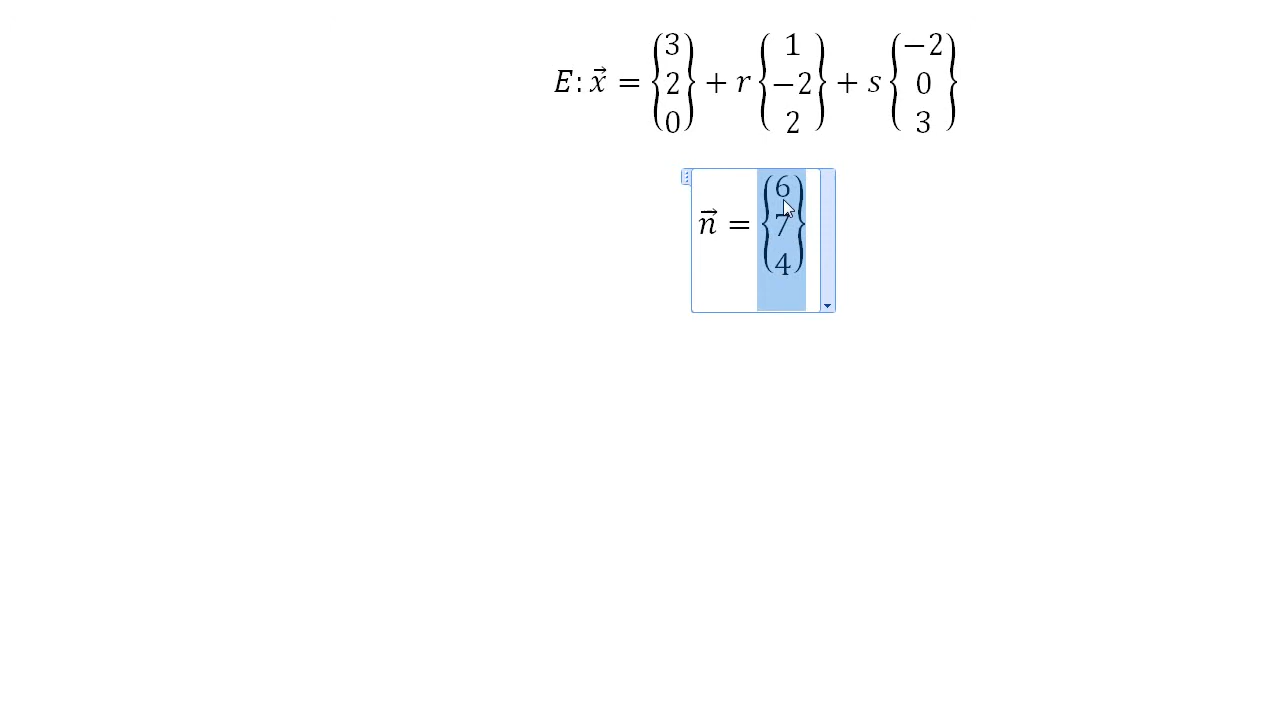 E: x⃗ = {3 2 0} + r {1 −2 2} + s {−2 0 3}
n⃗ = {6 7 4}